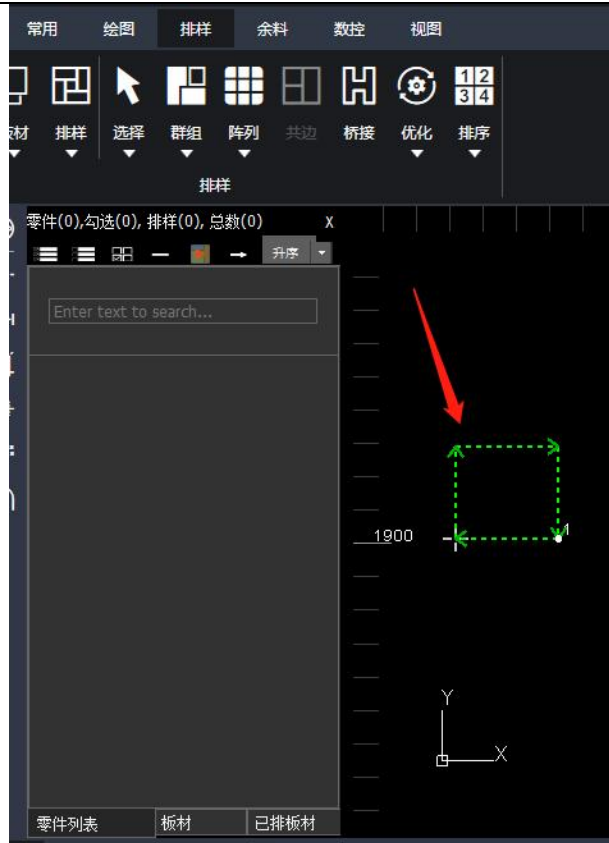 常用 绘图 排样 余料 数控 视图
板材 排样 选择 群组 阵列 共边 桥接 优化 排序
1 2
3 4
排样
零件(0),勾选(0), 排样(0), 总数(0) X
升序
Enter text to search...
1900
1
Y
X
零件列表 板材 已排板材